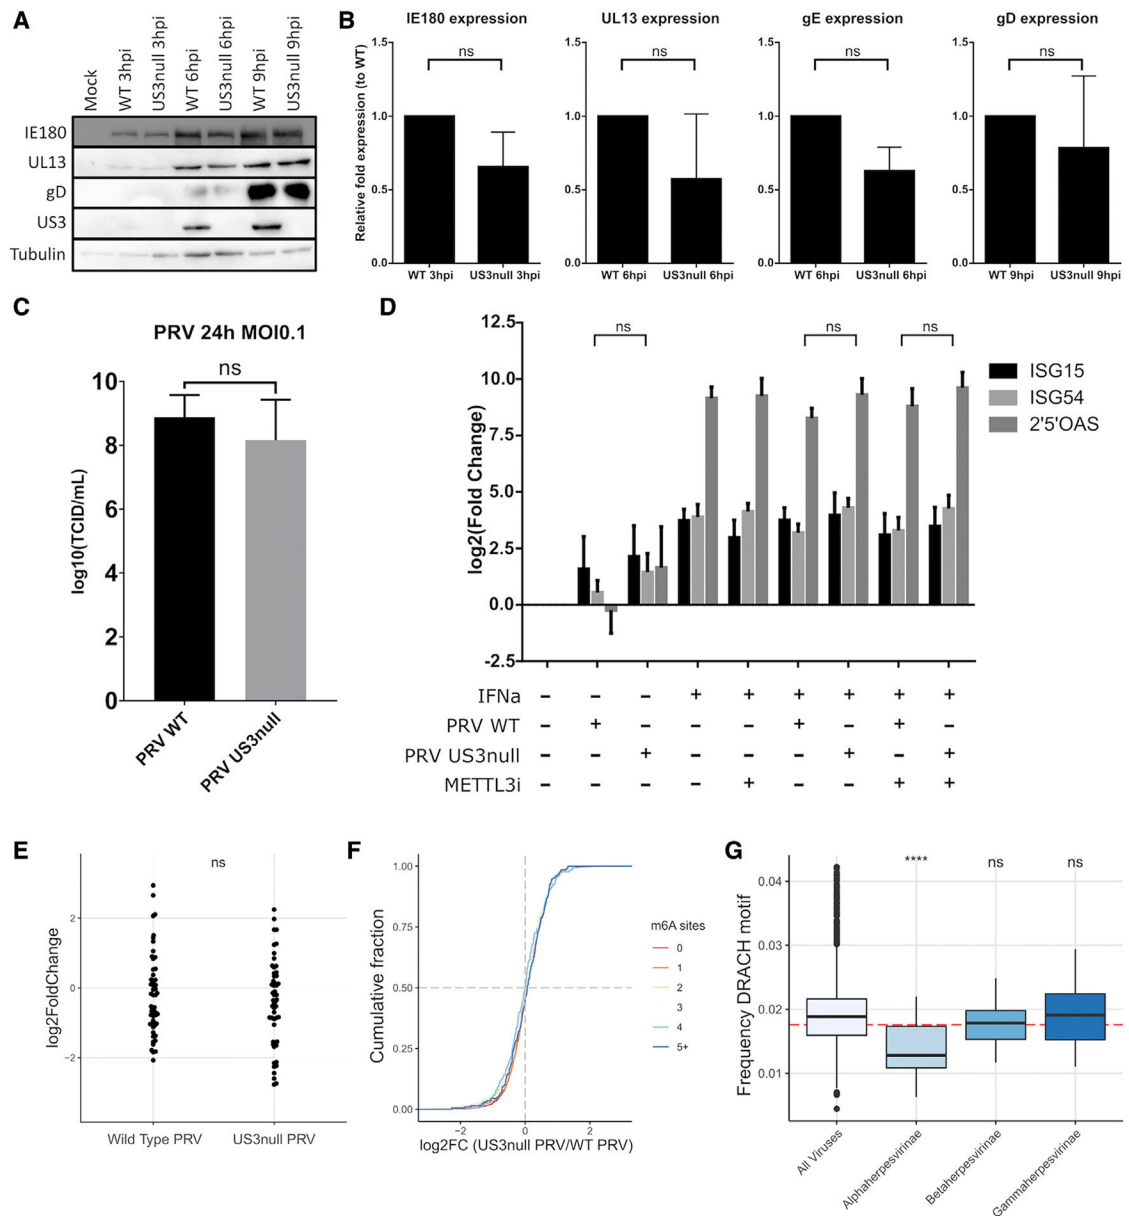 A
Mock
WT 3hpi
US3null 3hpi
WT 6hpi
US3null 6hpi
WT 9hpi
US3null 9hpi
IE180
UL13
gD
US3
Tubulin
B
IE180 expression
UL13 expression
gE expression
gD expression
Relative fold expression (to WT)
1.5
1.0
0.5
0.0
ns
WT 3hpi
US3null 3hpi
1.5
1.0
0.5
0.0
ns
WT 6hpi
US3null 6hpi
1.5
1.0
0.5
0.0
ns
WT 6hpi
US3null 6hpi
1.5
1.0
0.5
0.0
ns
WT 9hpi
US3null 9hpi
C
PRV 24h MOI0.1
ns
log10(TCID/mL)
10
8
6
4
2
0
PRV WT
PRV US3null
D
log2(Fold Change)
12.5
10.0
7.5
5.0
2.5
0.0
-2.5
ns
ns
ns
ISG15
ISG54
2'5'OAS
IFNa − − − + + + + + +
PRV WT − + − − − + − + −
PRV US3null − − + − − − + − +
METTL3i − − − − + − − + +
E
ns
log2FoldChange
2
0
−2
Wild Type PRV
US3null PRV
F
Cumulative fraction
1.00
0.75
0.50
0.25
0.00
−2
0
2
log2FC (US3null PRV/WT PRV)
m6A sites
0
1
2
3
4
5+
G
Frequency DRACH motif
0.04
0.03
0.02
0.01
****
ns
ns
All Viruses
Alphaherpesvirinae
Betaherpesvirinae
Gammaherpesvirinae